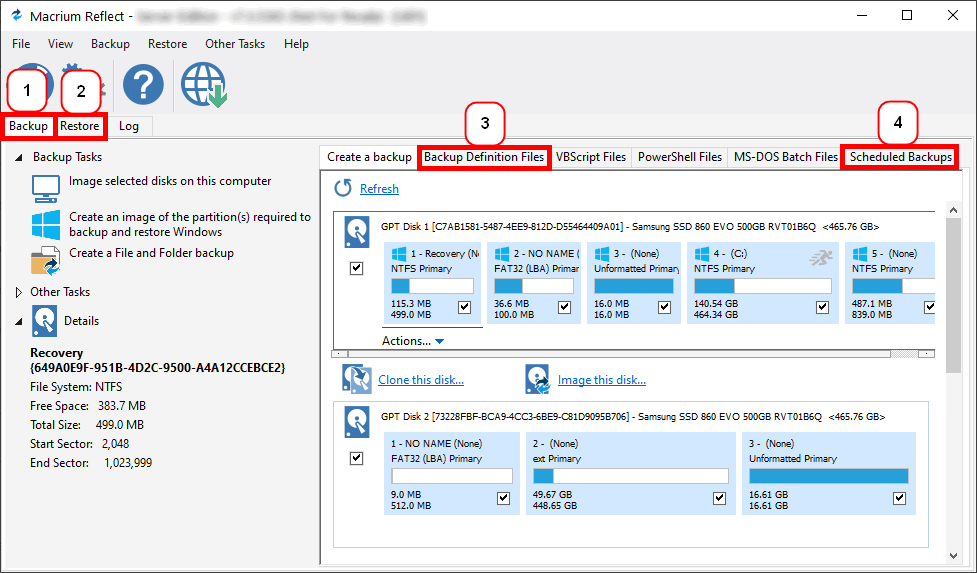 Macrium Reflect -
File View Backup Restore Other Tasks Help
1 2
Backup Restore Log
3 4
Backup Tasks
Image selected disks on this computer
Create an image of the partition(s) required to
backup and restore Windows
Create a File and Folder backup
Other Tasks
Details
Recovery
{649A0E9F-951B-4D2C-9500-A4A12CCEBCE2}
File System: NTFS
Free Space: 383.7 MB
Total Size: 499.0 MB
Start Sector: 2,048
End Sector: 1,023,999
Create a backup Backup Definition Files VBScript Files PowerShell Files MS-DOS Batch Files Scheduled Backups
Refresh
GPT Disk 1 [C7AB1581-5487-4EE9-812D-D55464409A01] - Samsung SSD 860 EVO 500GB RVT01B6Q <465.76 GB>
1 - Recovery (N
NTFS Primary
115.3 MB
499.0 MB
2 - NO NAME (
FAT32 (LBA) Primary
36.6 MB
100.0 MB
3 - (None)
Unformatted Primary
16.0 MB
16.0 MB
4 - (C:)
NTFS Primary
140.54 GB
464.34 GB
5 - (None)
NTFS Primary
487.1 MB
839.0 MB
Actions...
Clone this disk... Image this disk...
GPT Disk 2 [73228FBF-BCA9-4CC3-6BE9-C81D9095B706] - Samsung SSD 860 EVO 500GB RVT01B6Q <465.76 GB>
1 - NO NAME (None)
FAT32 (LBA) Primary
9.0 MB
512.0 MB
2 - (None)
ext Primary
49.67 GB
448.65 GB
3 - (None)
Unformatted Primary
16.61 GB
16.61 GB